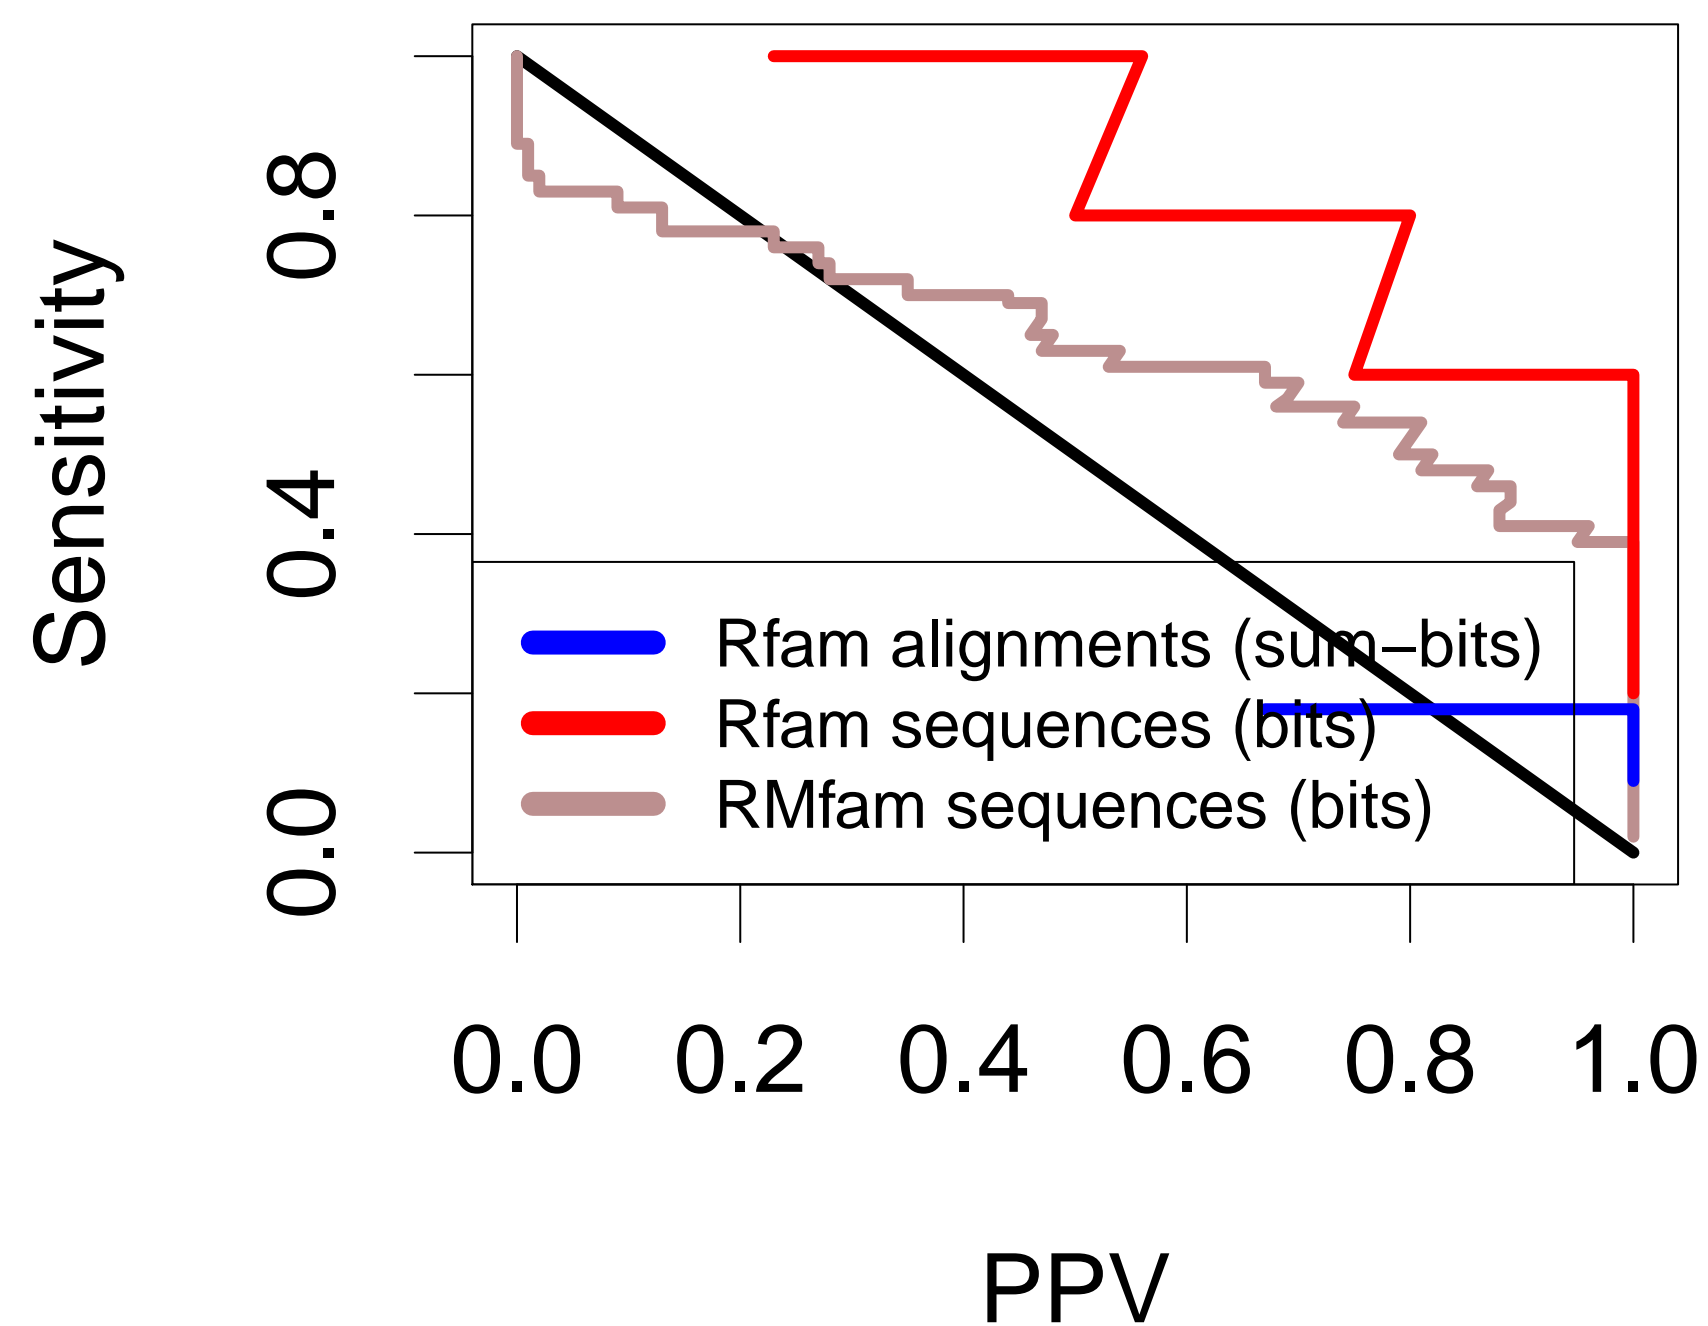 Sensitivity
0.0 0.4 0.8
Rfam alignments (sum−bits)
Rfam sequences (bits)
RMfam sequences (bits)
0.0 0.2 0.4 0.6 0.8 1.0
PPV